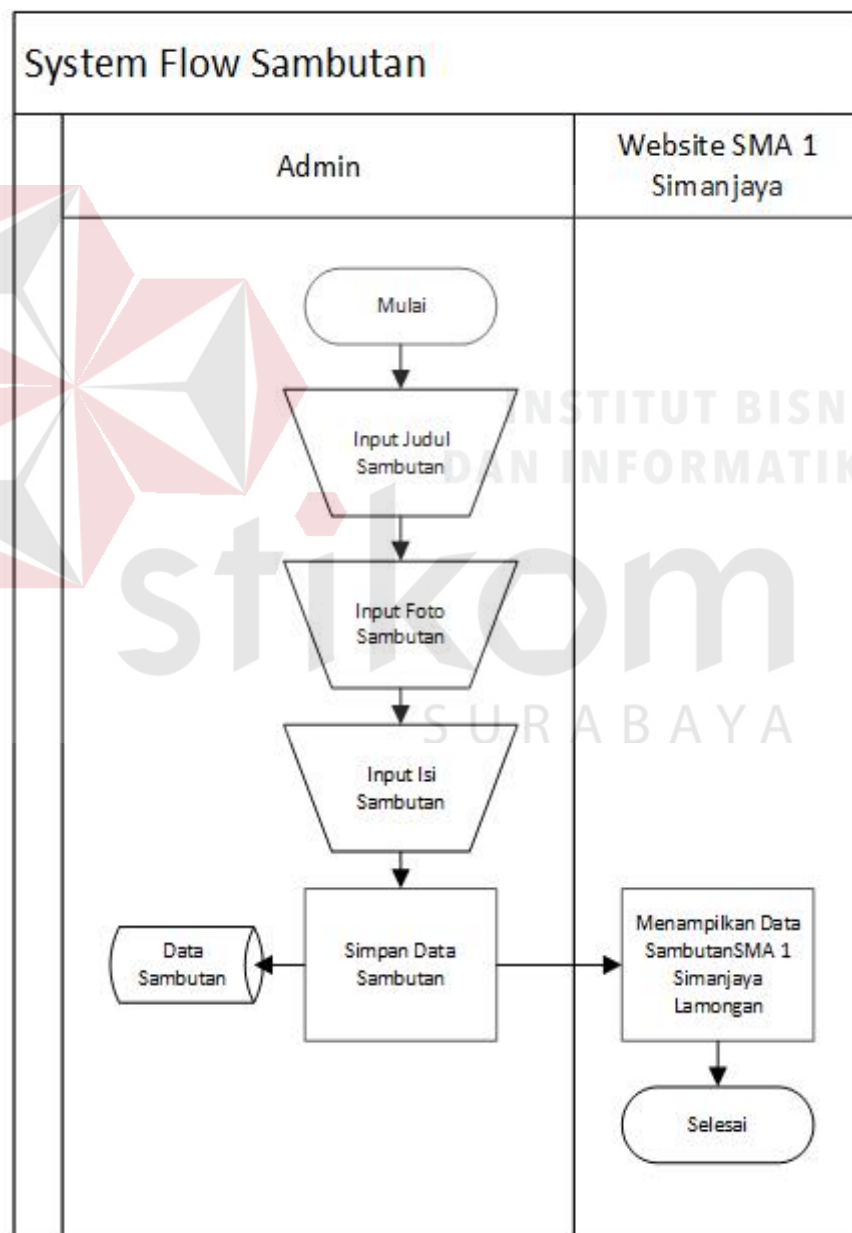 System Flow Sambutan
Admin
Website SMA 1
Simanjaya
Mulai
Input Judul
Sambutan
INSTITUT BISN
DAN INFORMATIK
stikom
SURABAYA
Input Foto
Sambutan
Input Isi
Sambutan
Data
Sambutan
Simpan Data
Sambutan
Menampilkan Data
SambutanSMA 1
Simanjaya
Lamongan
Selesai